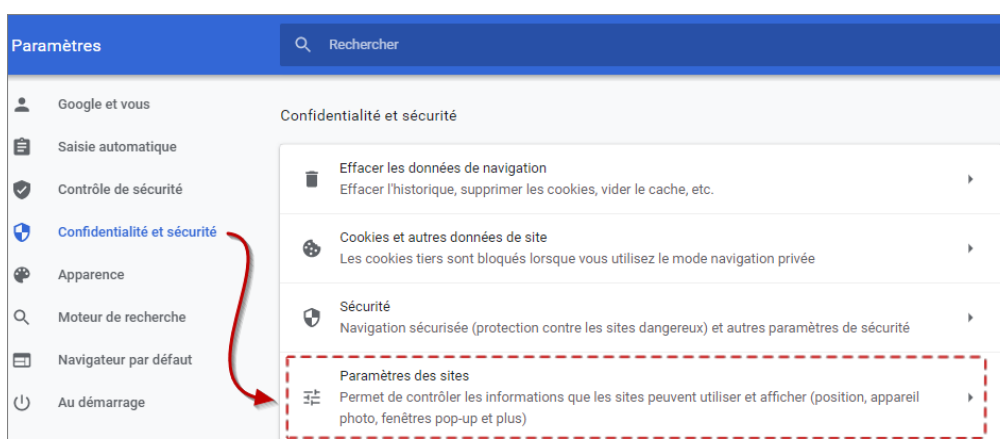 Paramètres
Rechercher
Google et vous
Saisie automatique
Contrôle de sécurité
Confidentialité et sécurité
Apparence
Moteur de recherche
Navigateur par défaut
Au démarrage
Confidentialité et sécurité
Effacer les données de navigation
Effacer l'historique, supprimer les cookies, vider le cache, etc.
Cookies et autres données de site
Les cookies tiers sont bloqués lorsque vous utilisez le mode navigation privée
Sécurité
Navigation sécurisée (protection contre les sites dangereux) et autres paramètres de sécurité
Paramètres des sites
Permet de contrôler les informations que les sites peuvent utiliser et afficher (position, appareil
photo, fenêtres pop-up et plus)